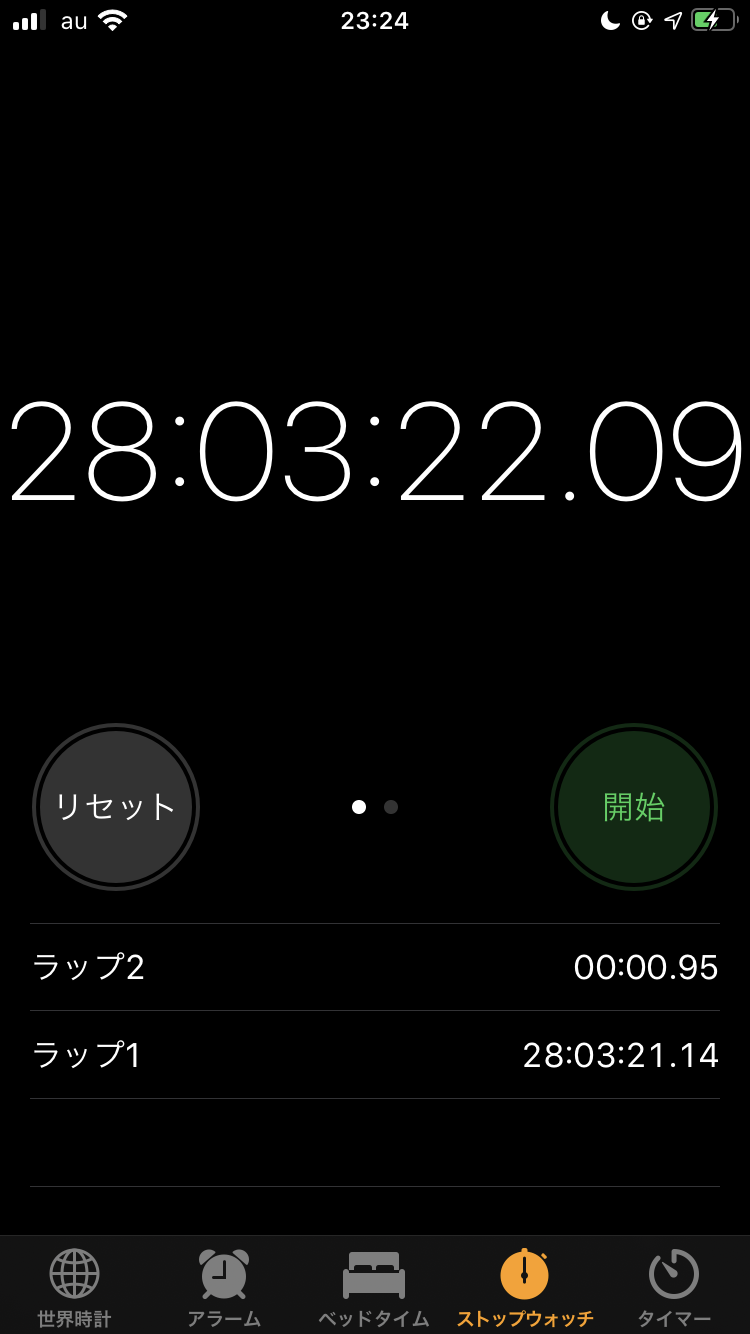 au 23:24
28:03:22.09
リセット 開始
ラップ2 00:00.95
ラップ1 28:03:21.14
世界時計 アラーム ベッドタイム ストップウォッチ タイマー